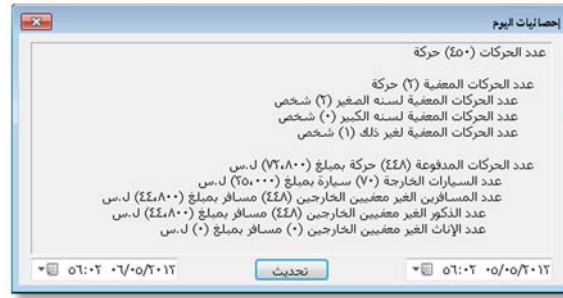 إحصائيات اليوم
عدد الحركات (٤٥٠) حركة
عدد الحركات المعفية (٢) حركة
عدد الحركات المعفية لسنه الصغير (٢) شخص
عدد الحركات المعفية لسنه الكبير (٠) شخص
عدد الحركات المعفية لغير ذلك (١) شخص
عدد الحركات المدفوعة (٤٤٨) حركة بمبلغ (٧٢،٨٠٠) ل.س
عدد السيارات الخارجة (٧٠) سيارة بمبلغ (٢٥،٠٠٠) ل.س
عدد المسافرين الغير معفيين الخارجين (٤٤٨) مسافر بمبلغ (٤٤،٨٠٠) ل.س
عدد الذكور الغير معفيين الخارجين (٤٤٨) مسافر بمبلغ (٤٤،٨٠٠) ل.س
عدد الإناث الغير معفيين الخارجين (٠) مسافر بمبلغ (٠) ل.س
٠٥/٠٥/٢٠١٢ ٠٢:٥٦
تحديث
٠٦/٠٥/٢٠١٢ ٠٢:٥٦